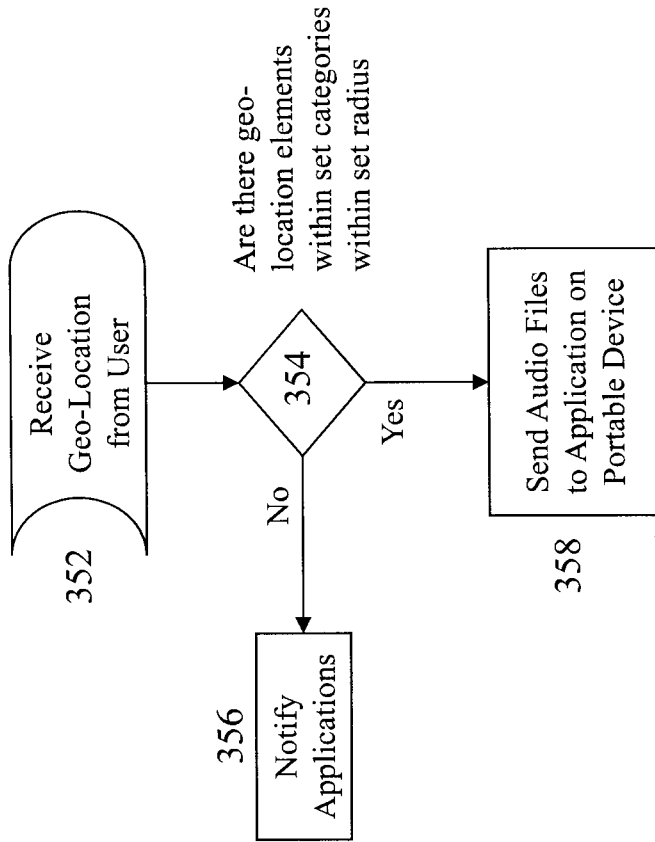 352
Receive
Geo-Location
from User
354
Are there geo-
location elements
within set categories
within set radius
No
Yes
356
Notify
Applications
358
Send Audio Files
to Application on
Portable Device